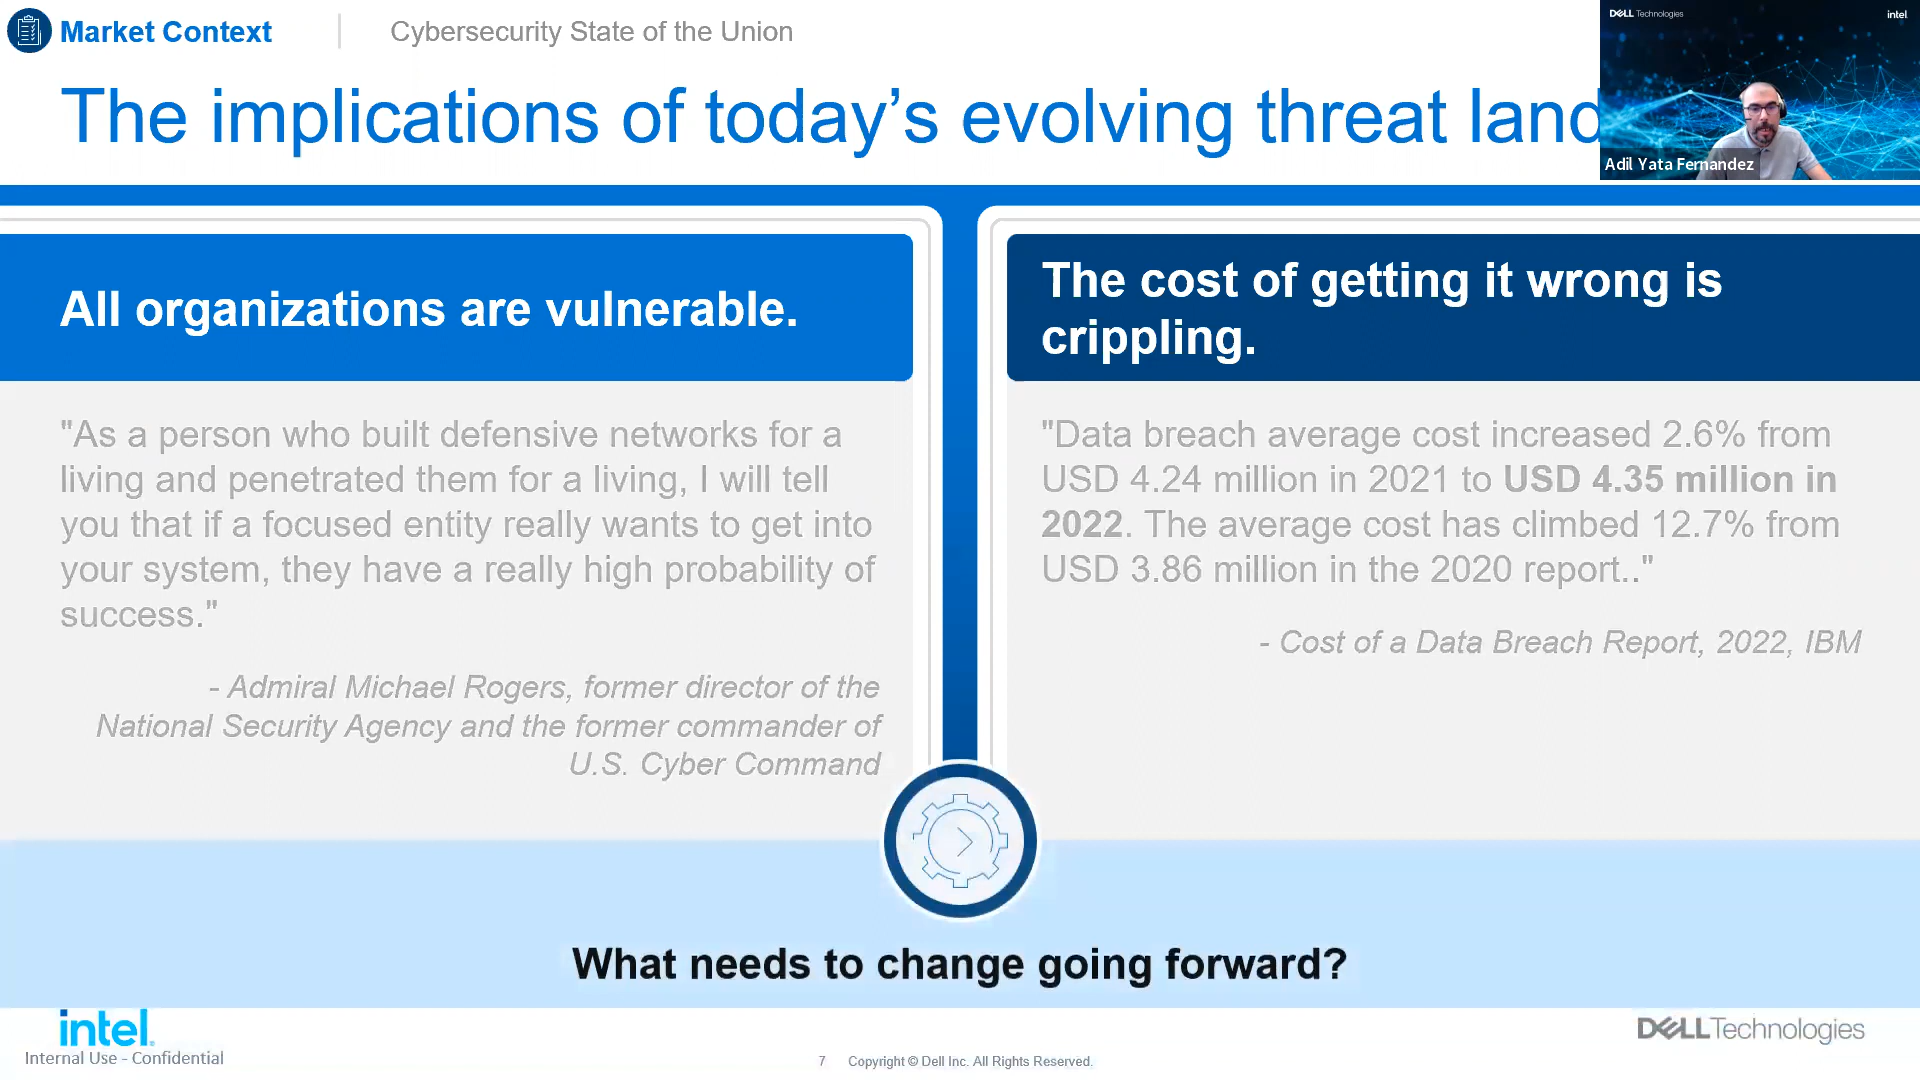 Market Context
Cybersecurity State of the Union
DELL Technologies
intel
The implications of today's evolving threat land
Adil Yata Fernandez
All organizations are vulnerable.
"As a person who built defensive networks for a
living and penetrated them for a living, I will tell
you that if a focused entity really wants to get into
your system, they have a really high probability of
success."
- Admiral Michael Rogers, former director of the
National Security Agency and the former commander of
U.S. Cyber Command
The cost of getting it wrong is
crippling.
"Data breach average cost increased 2.6% from
USD 4.24 million in 2021 to USD 4.35 million in
2022. The average cost has climbed 12.7% from
USD 3.86 million in the 2020 report.."
- Cost of a Data Breach Report, 2022, IBM
What needs to change going forward?
intel.
Internal Use - Confidential
7 Copyright © Dell Inc. All Rights Reserved.
DELL Technologies